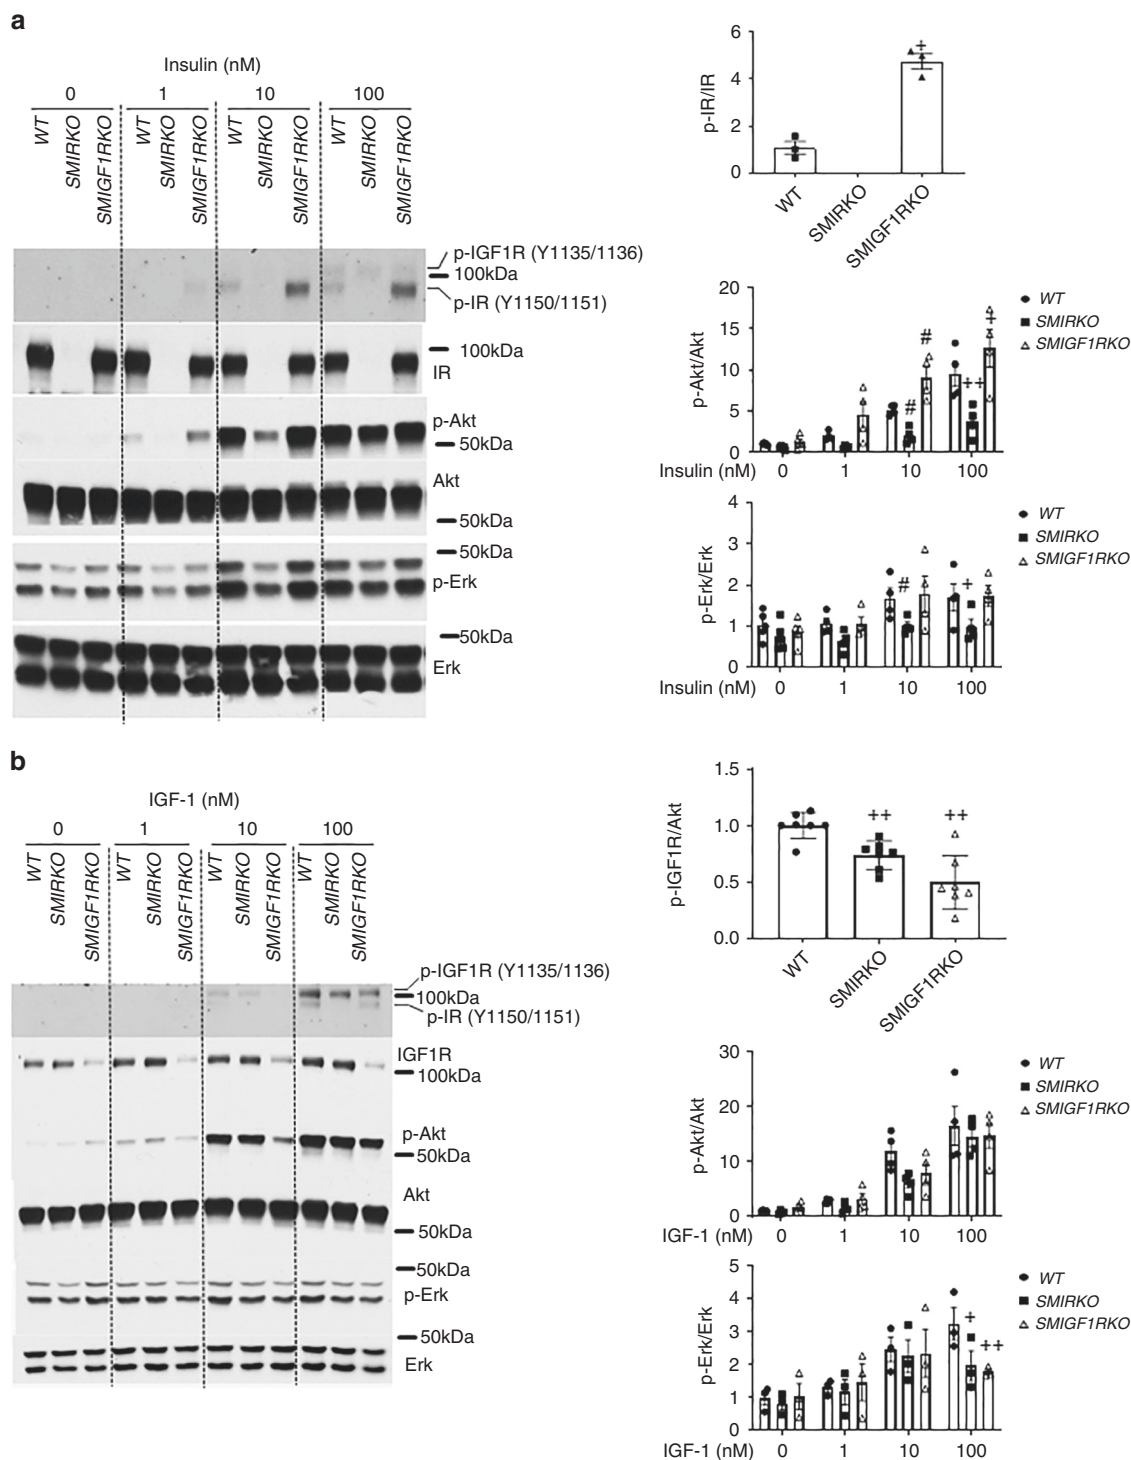 a
Insulin (nM)
0 1 10 100
WT SMIRKO SMIGF1RKO WT SMIRKO SMIGF1RKO WT SMIRKO SMIGF1RKO WT SMIRKO SMIGF1RKO
p-IGF1R (Y1135/1136)
100kDa
p-IR (Y1150/1151)
100kDa
IR
p-Akt
50kDa
Akt
50kDa
50kDa
p-Erk
50kDa
Erk
6
4
2
0
p-IR/IR
+
WT SMIRKO SMIGF1RKO
20
15
10
5
0
p-Akt/Akt
# # ++ +
WT
SMIRKO
SMIGF1RKO
Insulin (nM) 0 1 10 100
4
3
2
1
0
p-Erk/Erk
# +
WT
SMIRKO
SMIGF1RKO
Insulin (nM) 0 1 10 100
b
IGF-1 (nM)
0 1 10 100
WT SMIRKO SMIGF1RKO WT SMIRKO SMIGF1RKO WT SMIRKO SMIGF1RKO WT SMIRKO SMIGF1RKO
p-IGF1R (Y1135/1136)
100kDa
p-IR (Y1150/1151)
IGF1R
100kDa
p-Akt
50kDa
Akt
50kDa
50kDa
p-Erk
50kDa
Erk
1.5
1.0
0.5
0.0
p-IGF1R/Akt
++ ++
WT SMIRKO SMIGF1RKO
30
20
10
0
p-Akt/Akt
WT
SMIRKO
SMIGF1RKO
IGF-1 (nM) 0 1 10 100
5
4
3
2
1
0
p-Erk/Erk
+ ++
WT
SMIRKO
SMIGF1RKO
IGF-1 (nM) 0 1 10 100